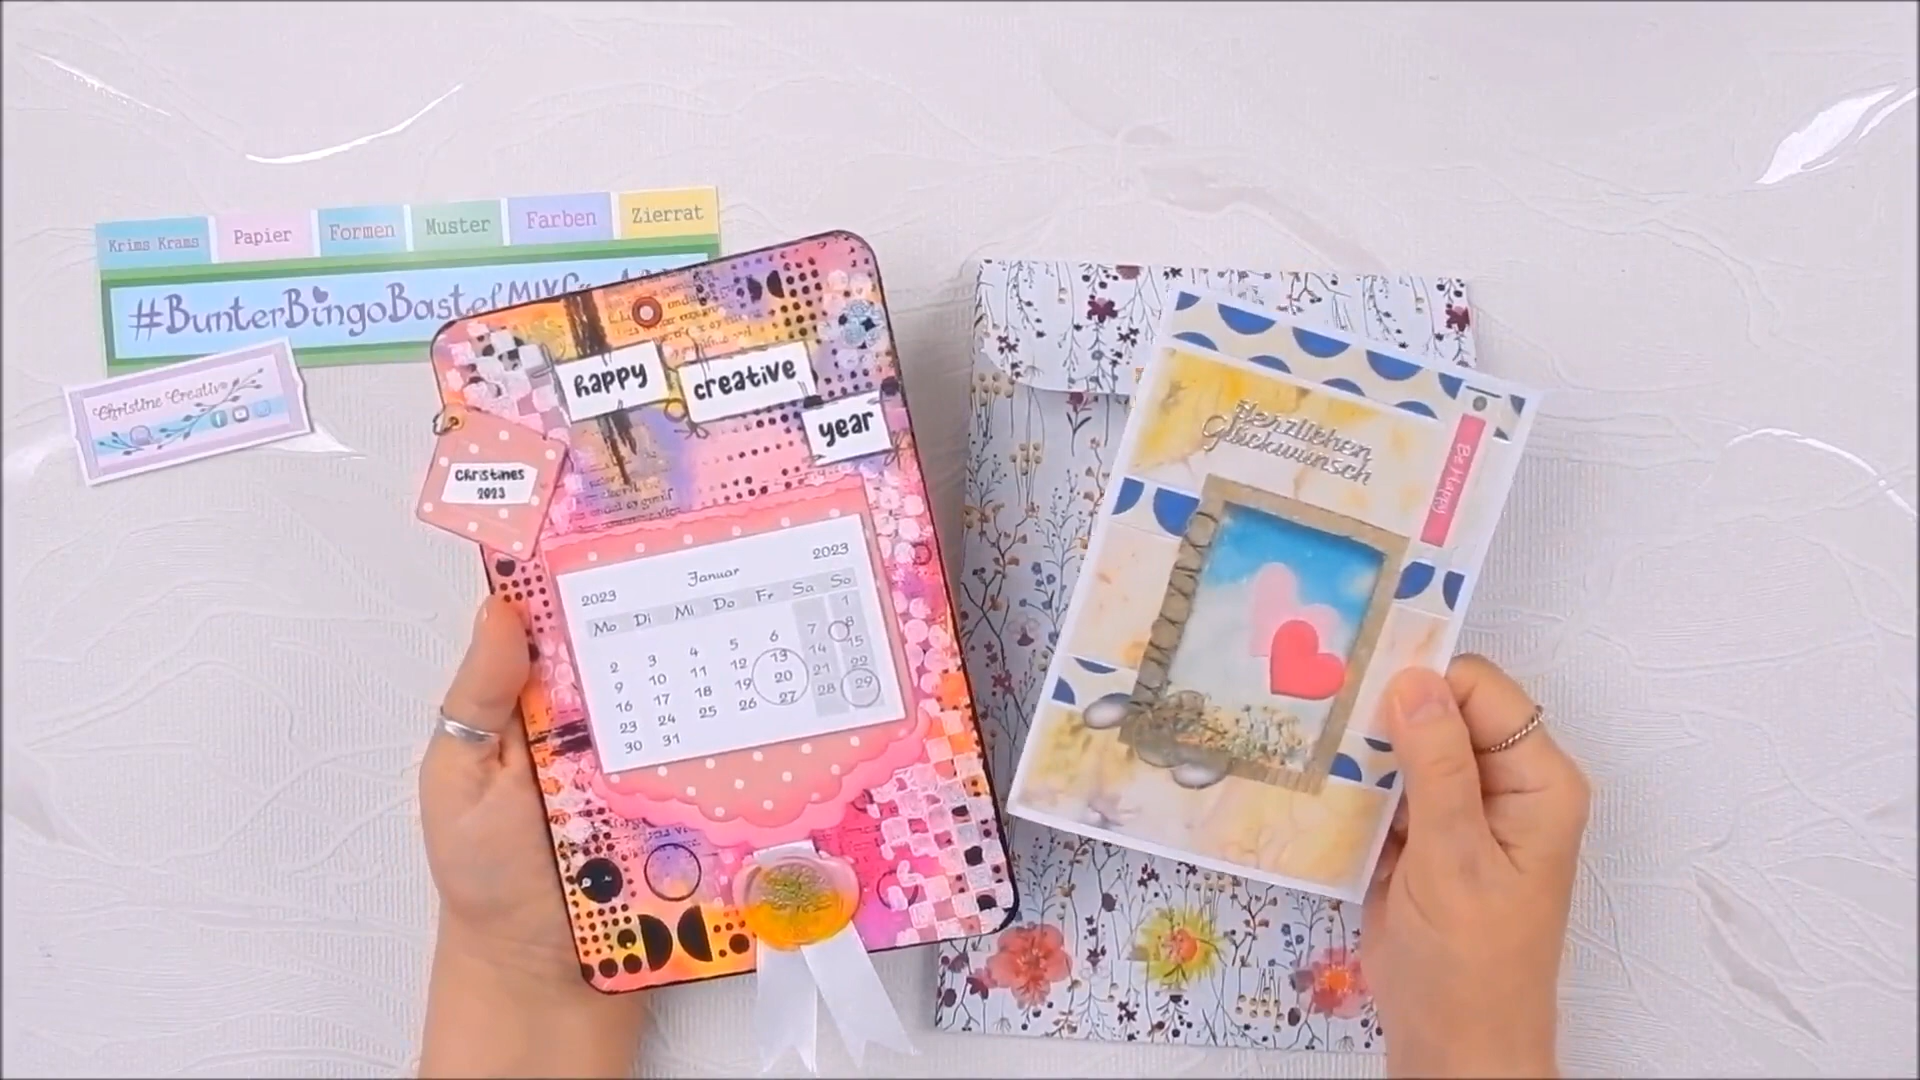 Krims Krams
Papier
Formen
Muster
Farben
Zierrat
#BunterBingoBastelMix
Christine Creativ
happy
creative
year
Christines
2023
2023
Januar
2023
Mo Di Mi Do Fr Sa So
1
2 3 4 5 6 7 8
9 10 11 12 13 14 15
16 17 18 19 20 21 22
23 24 25 26 27 28 29
30 31
Herzlichen
Glückwunsch
Be Happy